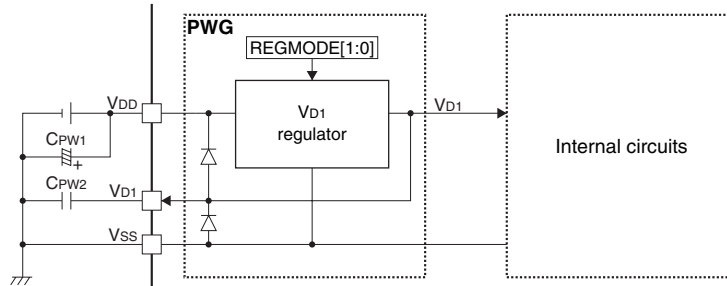 PWG
REGMODE[1:0]
VDD
VD1
regulator
VD1
Internal circuits
CPW1
+
CPW2
VD1
VSS